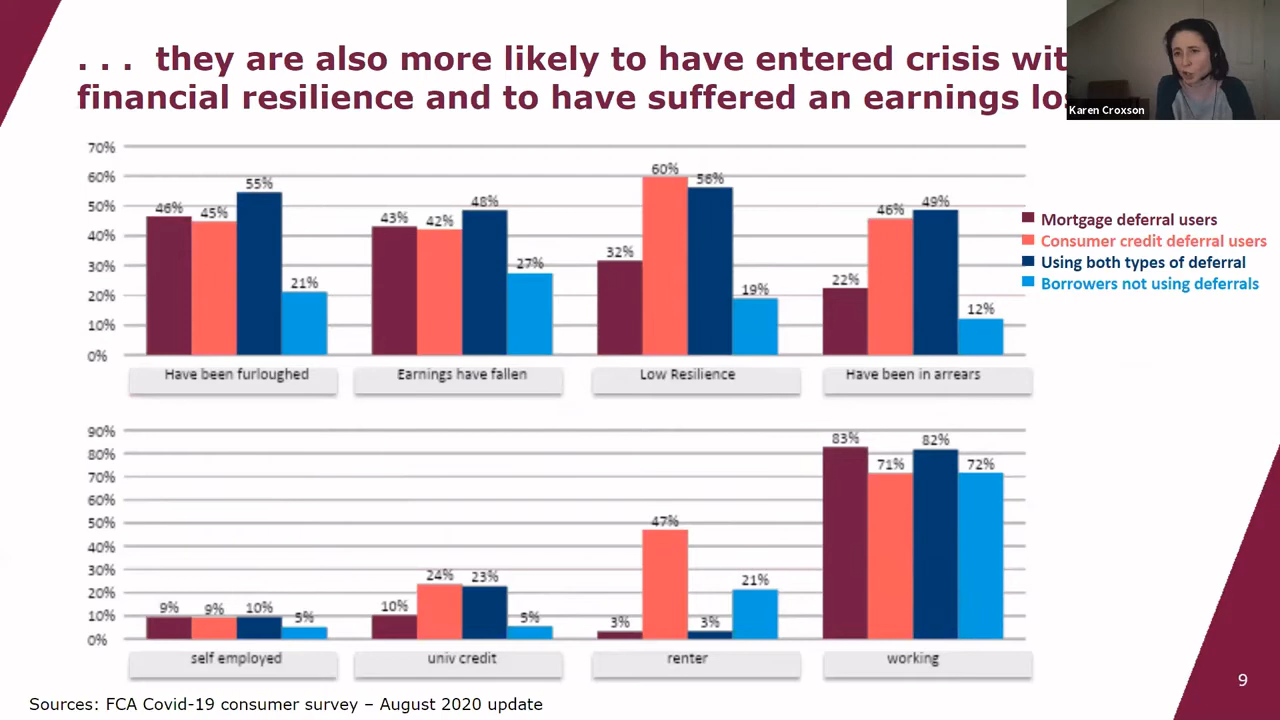 . . . they are also more likely to have entered crisis wit
financial resilience and to have suffered an earnings lo
Karen Croxson
70%
60%
50%
40%
30%
20%
10%
0%
46% 45% 55% 21%
43% 42% 48% 27%
32% 60% 56% 19%
22% 46% 49% 12%
Have been furloughed Earnings have fallen Low Resilience Have been in arrears
Mortgage deferral users
Consumer credit deferral users
Using both types of deferral
Borrowers not using deferrals
90%
80%
70%
60%
50%
40%
30%
20%
10%
0%
9% 9% 10% 5%
10% 24% 23% 5%
3% 47% 3% 21%
83% 71% 82% 72%
self employed univ credit renter working
9
Sources: FCA Covid-19 consumer survey – August 2020 update